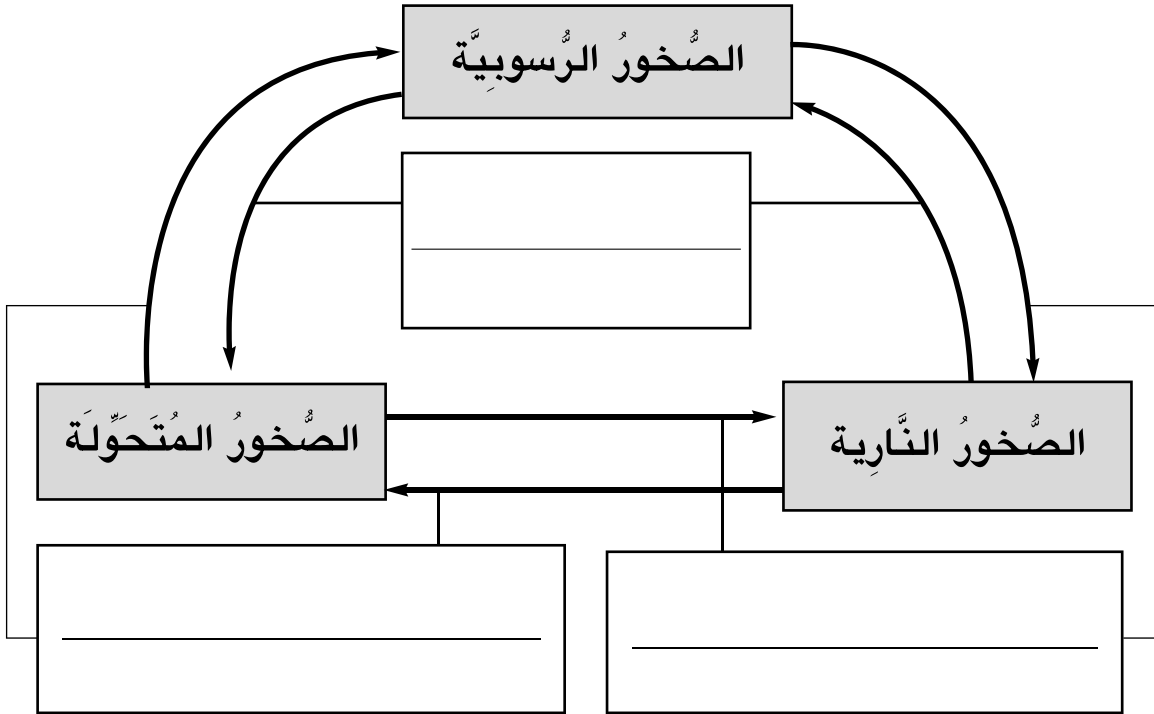 الصُّخورُ الرُّسوبِيَّة
الصُّخورُ النَّارِية
الصُّخورُ المُتَحَوِّلَة